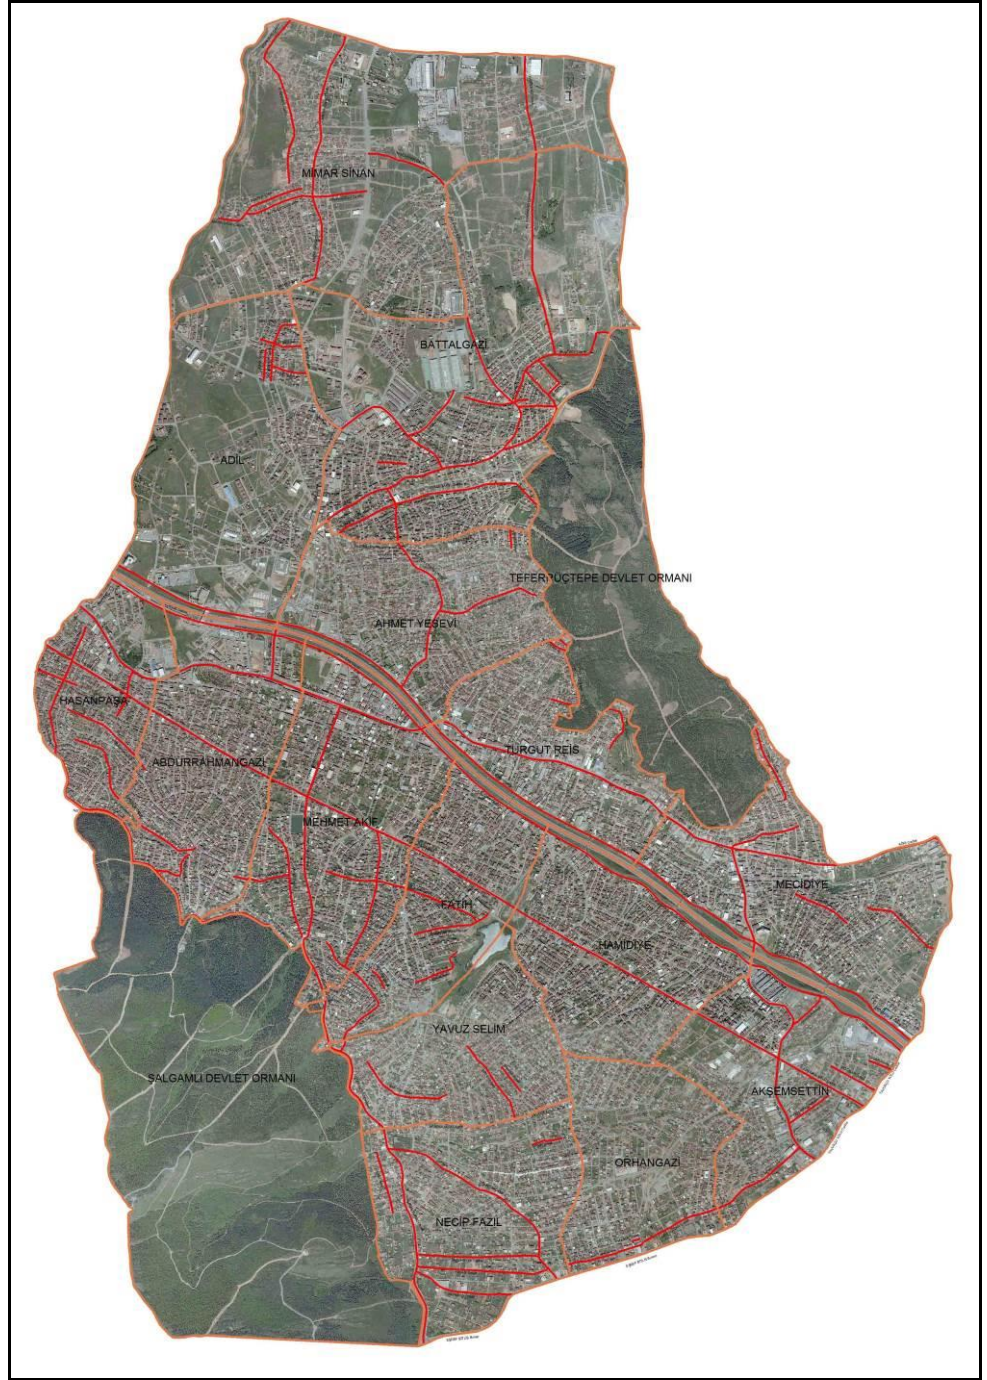 MİMAR SİNAN
BATTALGAZİ
ADİL
TEFERRÜÇTEPE DEVLET ORMANI
AHMET YESEVİ
HASANPAŞA
TURGUT REİS
ABDURRAHMANGAZİ
MEHMET AKİF
MECİDİYE
FATİH
HAMİDİYE
YAVUZ SELİM
ŞALGAMLI DEVLET ORMANI
AKŞEMSETTİN
ORHANGAZİ
NECİP FAZIL